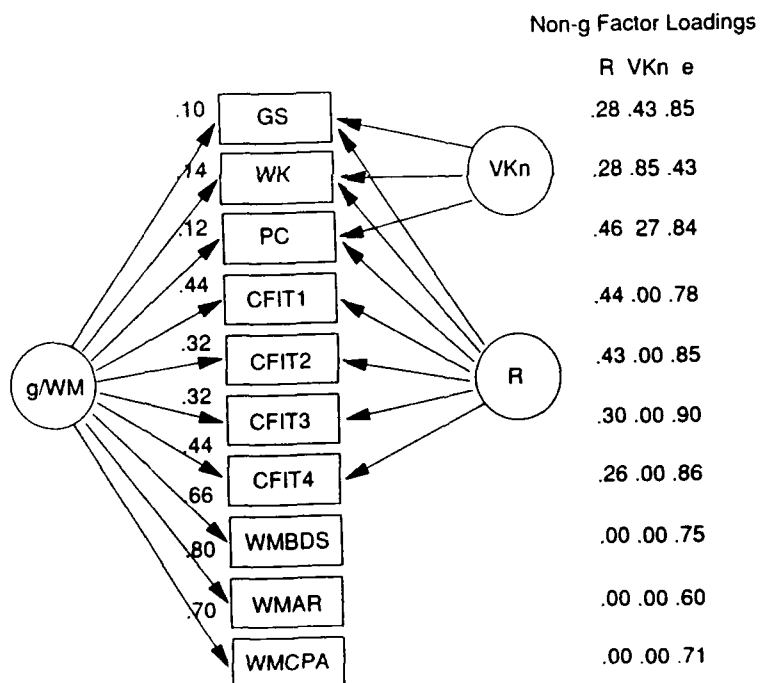 Non-g Factor Loadings
R VKn e
.10 GS .28 .43 .85
.14 WK VKn .28 .85 .43
.12 PC .46 27 .84
.44 CFIT1 .44 .00 .78
.32 CFIT2 .43 .00 .85
g/WM R
.32 CFIT3 .30 .00 .90
.44 CFIT4 .26 .00 .86
.66 WMBDS .00 .00 .75
.80 WMAR .00 .00 .60
.70 WMCPA .00 .00 .71